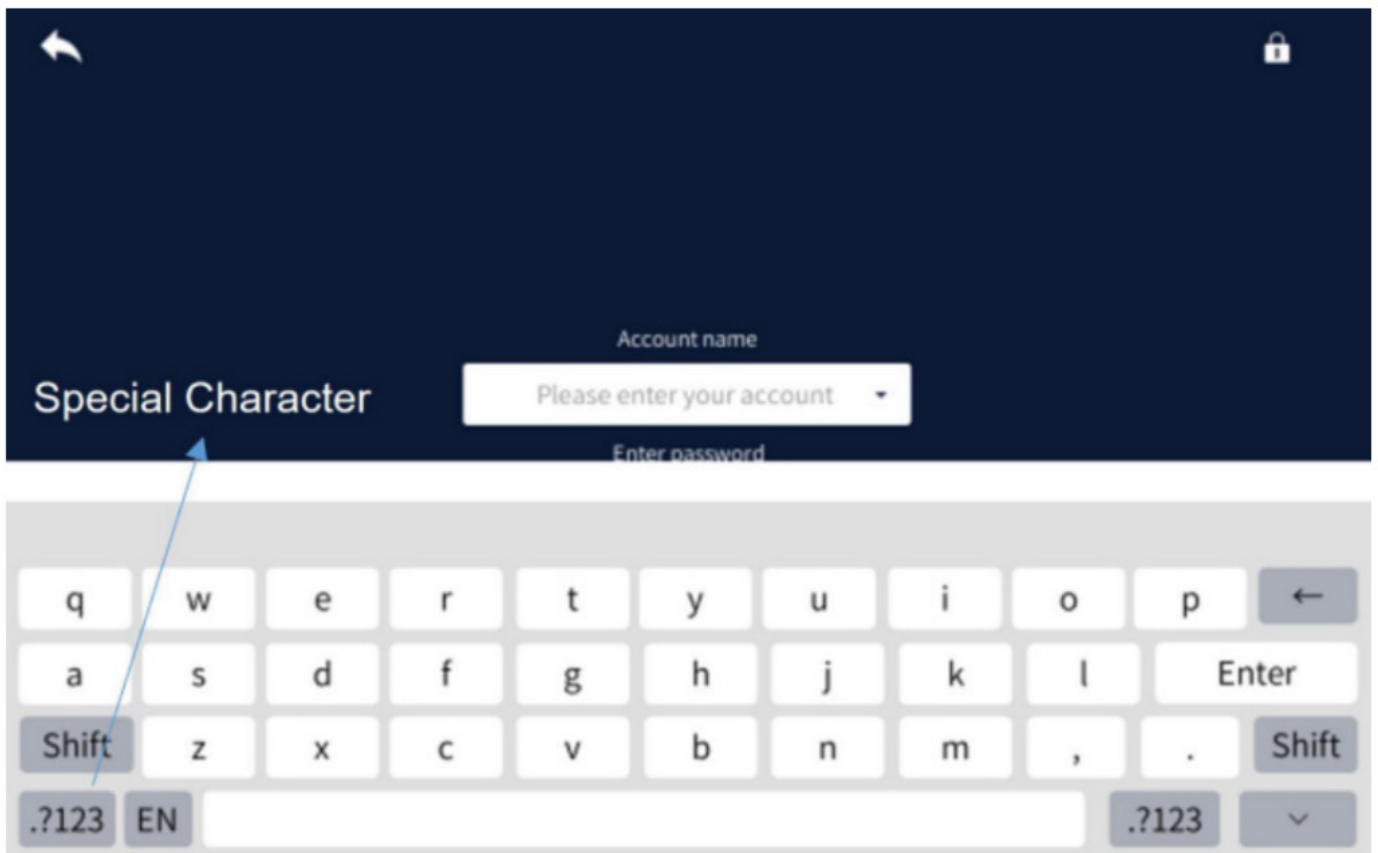 Account name
Special Character
Please enter your account
Enter password
q w e r t y u i o p ←
a s d f g h j k l Enter
Shift z x c v b n m , . Shift
.?123 EN .?123